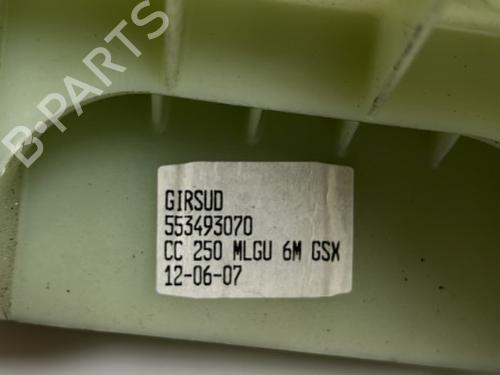 B-PARTS
GIRSUD
553493070
CC 250 MLGU 6M GSX
12-06-07